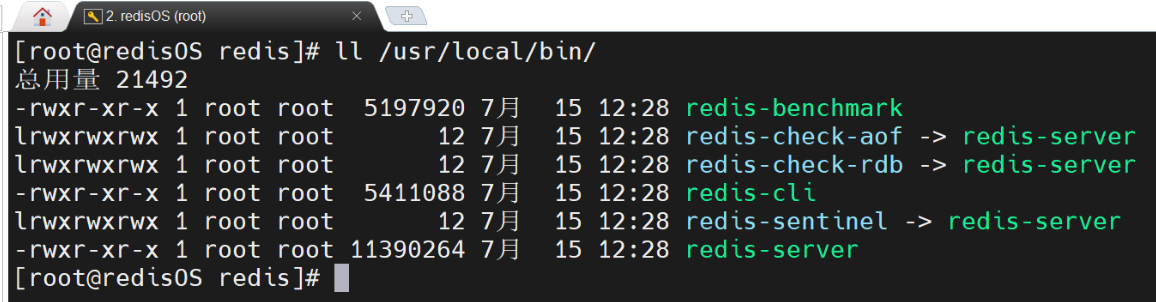 2. redisOS (root)
[root@redisOS redis]# ll /usr/local/bin/
总用量 21492
-rwxr-xr-x 1 root root  5197920 7月  15 12:28 redis-benchmark
lrwxrwxrwx 1 root root       12 7月  15 12:28 redis-check-aof -> redis-server
lrwxrwxrwx 1 root root       12 7月  15 12:28 redis-check-rdb -> redis-server
-rwxr-xr-x 1 root root  5411088 7月  15 12:28 redis-cli
lrwxrwxrwx 1 root root       12 7月  15 12:28 redis-sentinel -> redis-server
-rwxr-xr-x 1 root root 11390264 7月  15 12:28 redis-server
[root@redisOS redis]#